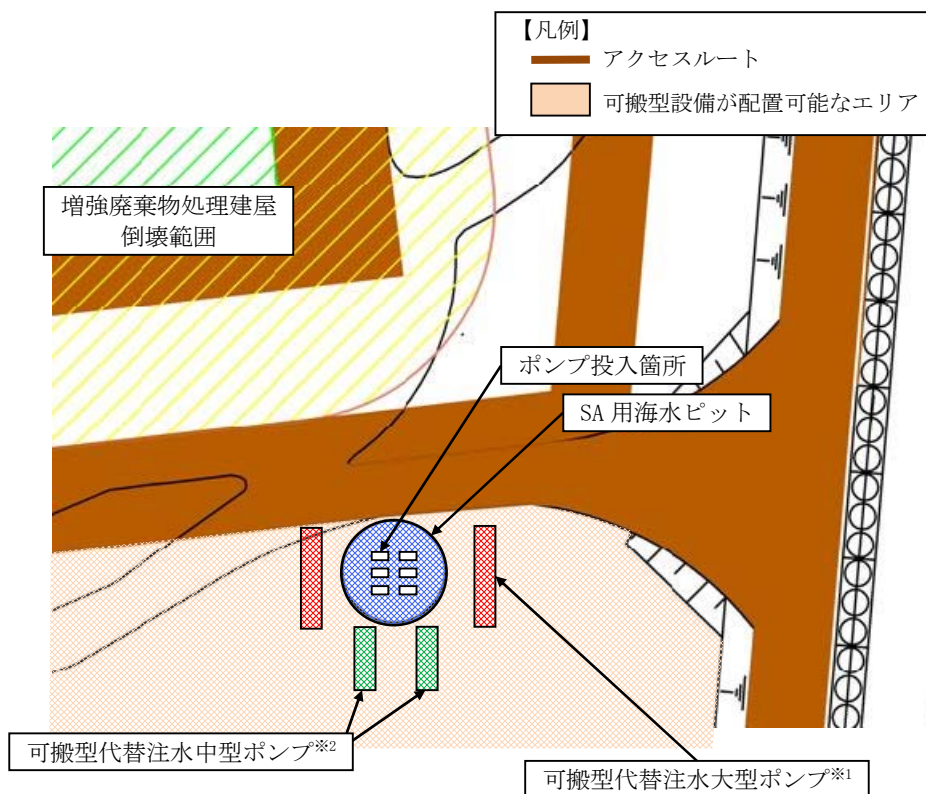 【凡例】
アクセスルート
可搬型設備が配置可能なエリア
増強廃棄物処理建屋
倒壊範囲
ポンプ投入箇所
SA 用海水ピット
可搬型代替注水中型ポンプ※2
可搬型代替注水大型ポンプ※1